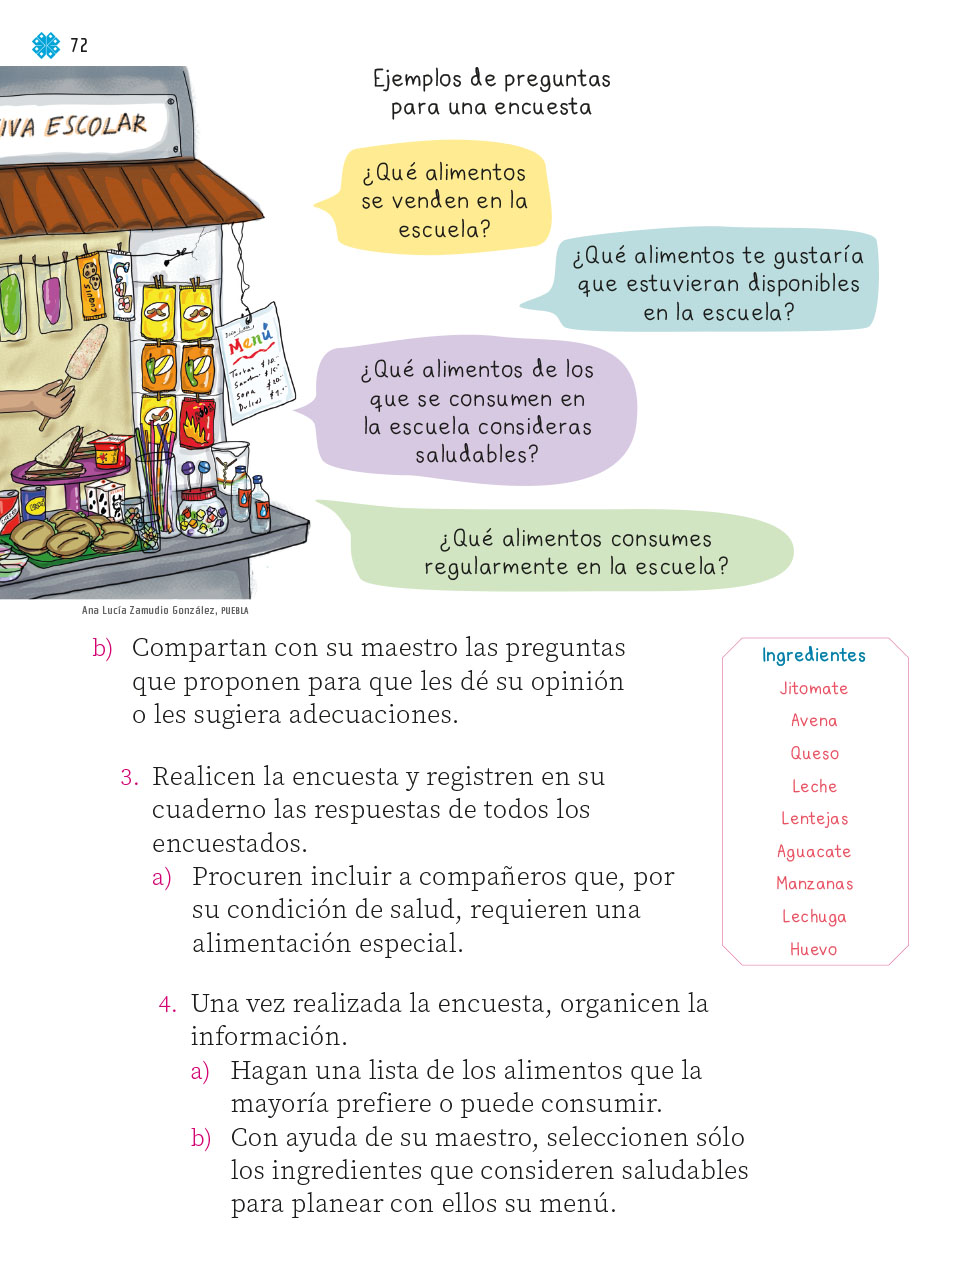 72
IVA ESCOLAR
Menú
Tortas
Sopa
Dulces
Ejemplos de preguntas
para una encuesta
¿Qué alimentos
se venden en la
escuela?
¿Qué alimentos te gustaría
que estuvieran disponibles
en la escuela?
¿Qué alimentos de los
que se consumen en
la escuela consideras
saludables?
¿Qué alimentos consumes
regularmente en la escuela?
Ana Lucía Zamudio González, PUEBLA
b) Compartan con su maestro las preguntas
que proponen para que les dé su opinión
o les sugiera adecuaciones.
3. Realicen la encuesta y registren en su
cuaderno las respuestas de todos los
encuestados.
a) Procuren incluir a compañeros que, por
su condición de salud, requieren una
alimentación especial.
4. Una vez realizada la encuesta, organicen la
información.
a) Hagan una lista de los alimentos que la
mayoría prefiere o puede consumir.
b) Con ayuda de su maestro, seleccionen sólo
los ingredientes que consideren saludables
para planear con ellos su menú.
Ingredientes
Jitomate
Avena
Queso
Leche
Lentejas
Aguacate
Manzanas
Lechuga
Huevo